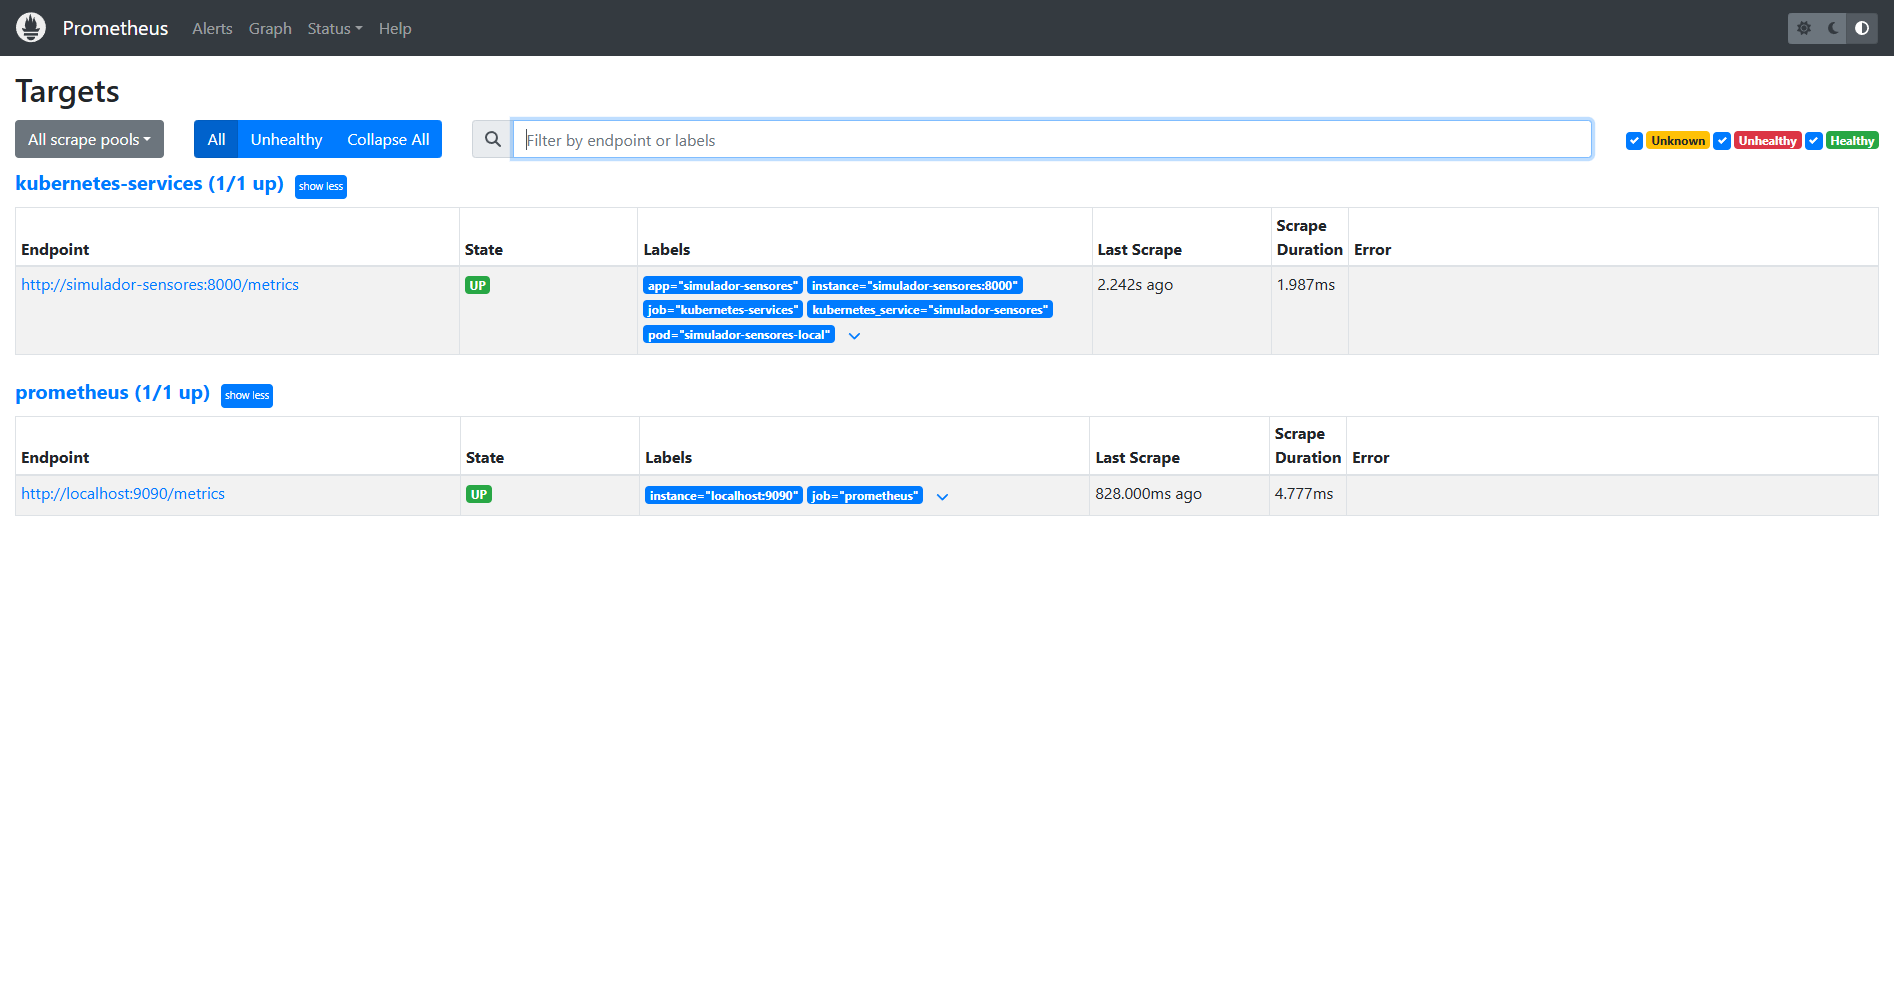 Prometheus Alerts Graph Status Help
Targets
All scrape pools All Unhealthy Collapse All Filter by endpoint or labels Unknown Unhealthy Healthy
kubernetes-services (1/1 up) show less
Endpoint State Labels Last Scrape Scrape Duration Error
http://simulador-sensores:8000/metrics UP app="simulador-sensores" instance="simulador-sensores:8000" 2.242s ago 1.987ms
job="kubernetes-services" kubernetes_service="simulador-sensores"
pod="simulador-sensores-local"
prometheus (1/1 up) show less
Endpoint State Labels Last Scrape Scrape Duration Error
http://localhost:9090/metrics UP instance="localhost:9090" job="prometheus" 828.000ms ago 4.777ms